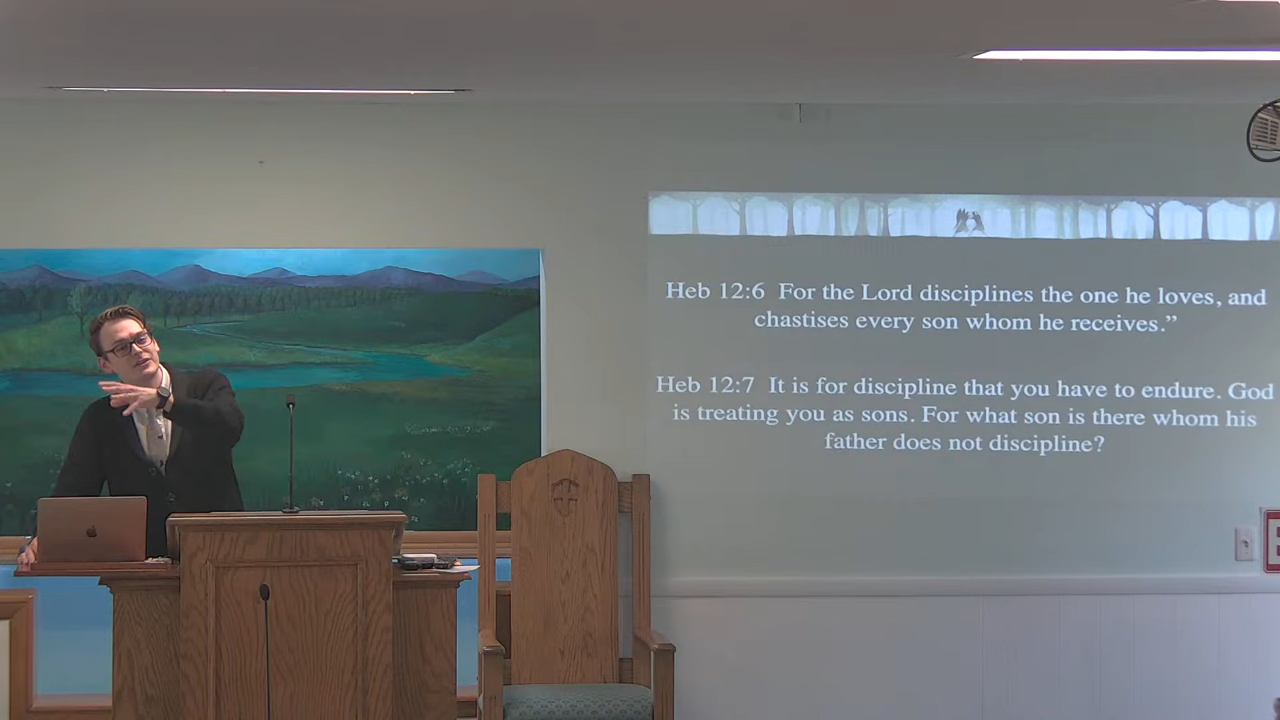 Heb 12:6  For the Lord disciplines the one he loves, and
chastises every son whom he receives.”
Heb 12:7  It is for discipline that you have to endure. God
is treating you as sons. For what son is there whom his
father does not discipline?